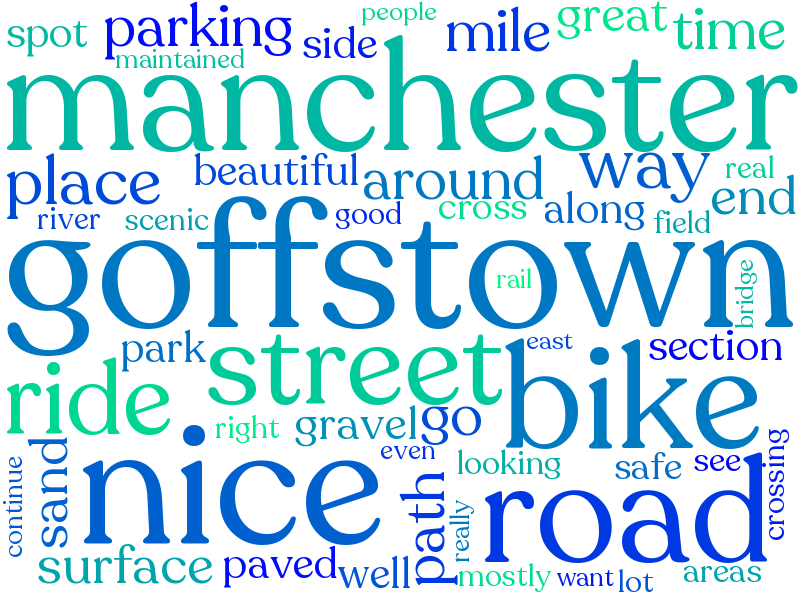 people
spot
parking
side
mile
great
time
maintained
manchester
place
beautiful
around
way
real
end
river
scenic
good
cross
along
field
goffstown
rail
bridge
park
street
east
section
ride
bike
right
gravel
go
nice
even
looking
safe
see
crossing
continue
sand
path
really
road
surface
paved
well
mostly
want
lot
areas